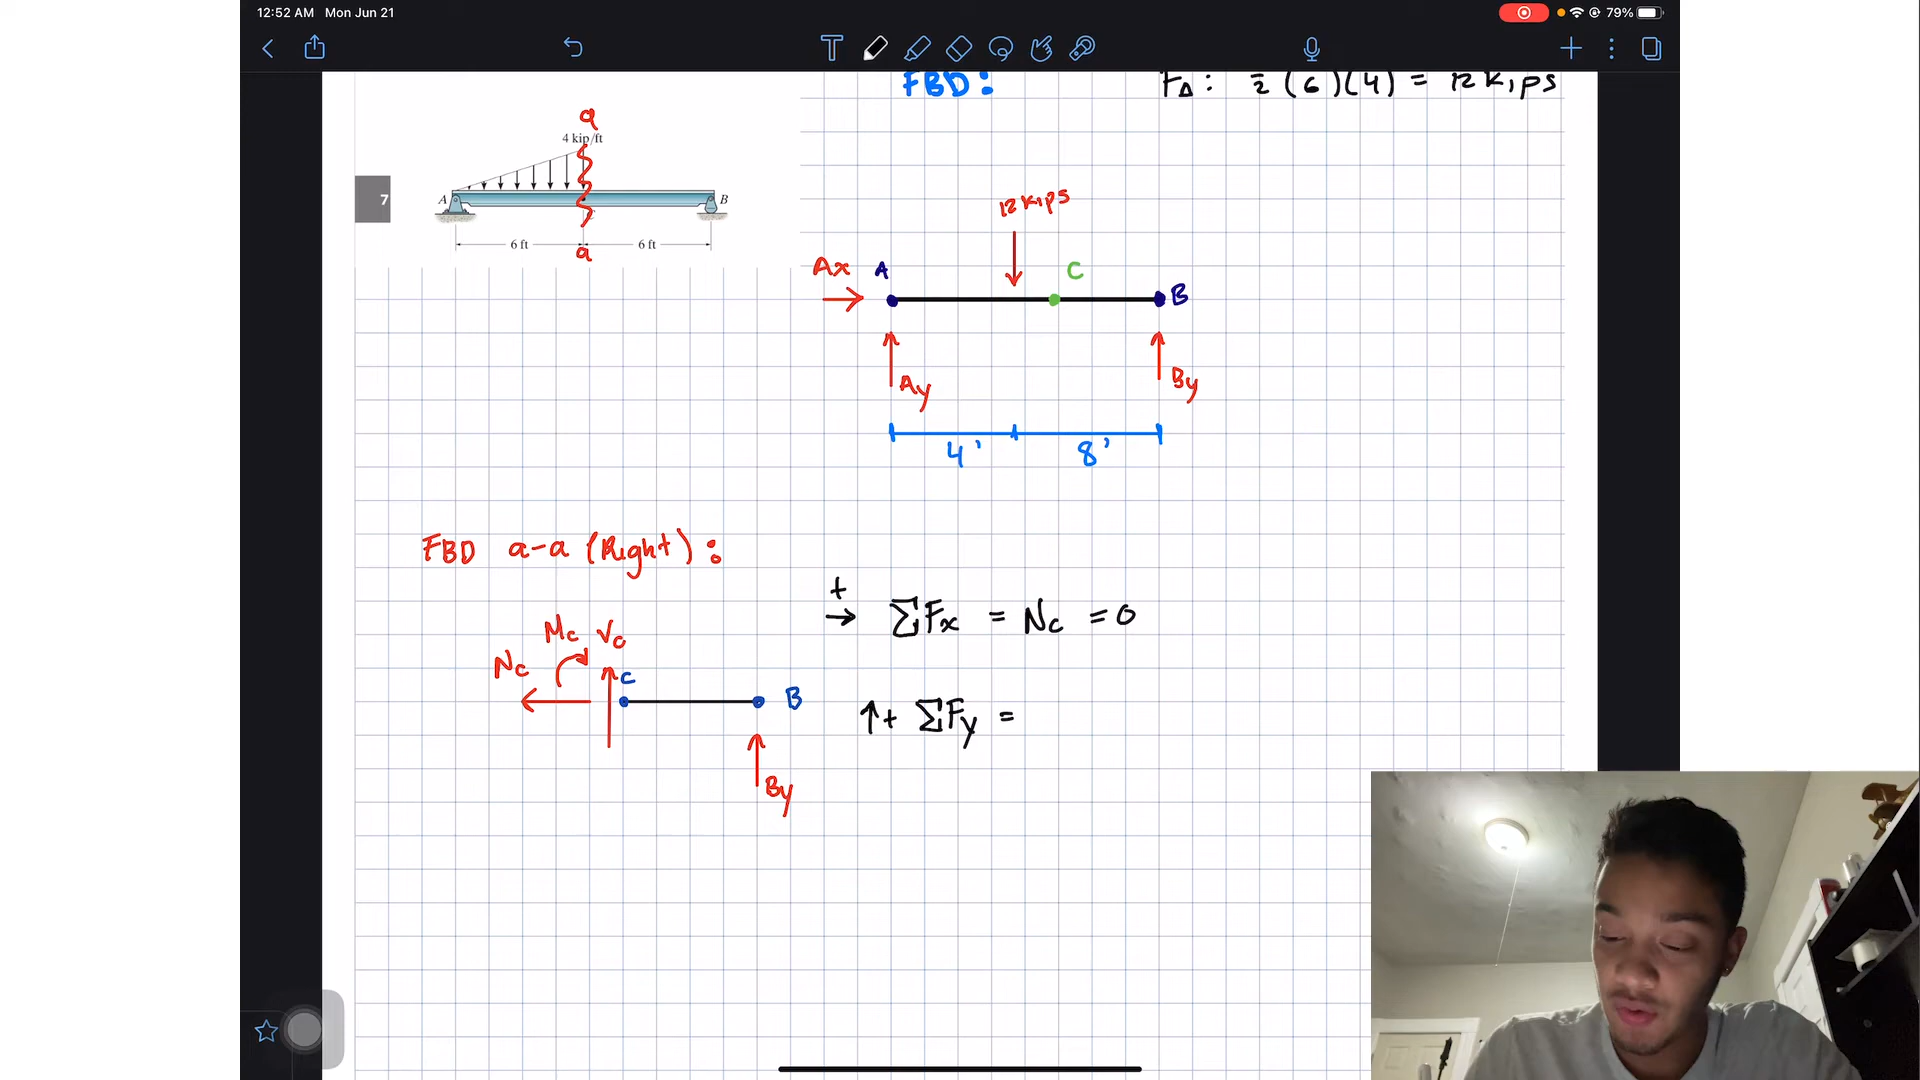 12:52 AM Mon Jun 21
79%
FBD:
F△: ½ (6)(4) = 12 Kips
a
4 kip/ft
7
A
B
6 ft
6 ft
a
12 Kips
Ax
A
C
B
Ay
By
4'
8'
FBD a-a (Right):
+
→ ΣFx = Nc = 0
Mc
Vc
Nc
C
B
↑+ ΣFy =
By